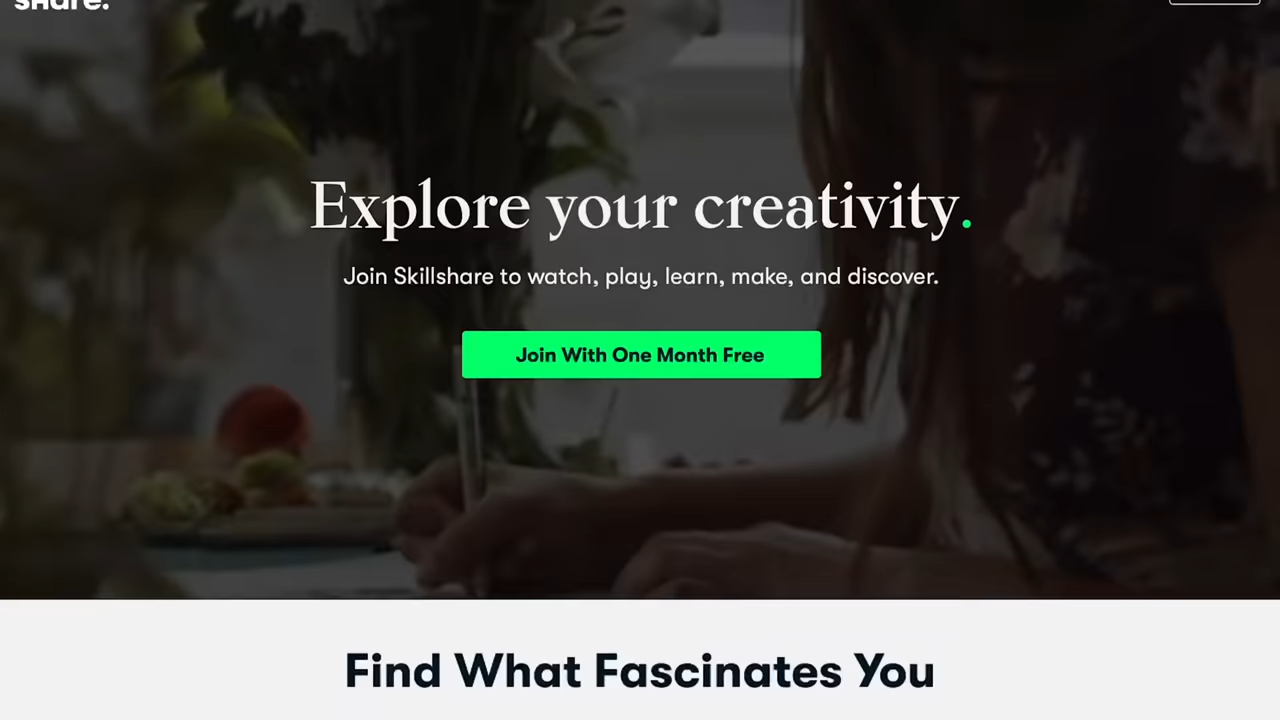 sHare.
Explore your creativity.
Join Skillshare to watch, play, learn, make, and discover.
Join With One Month Free
Find What Fascinates You